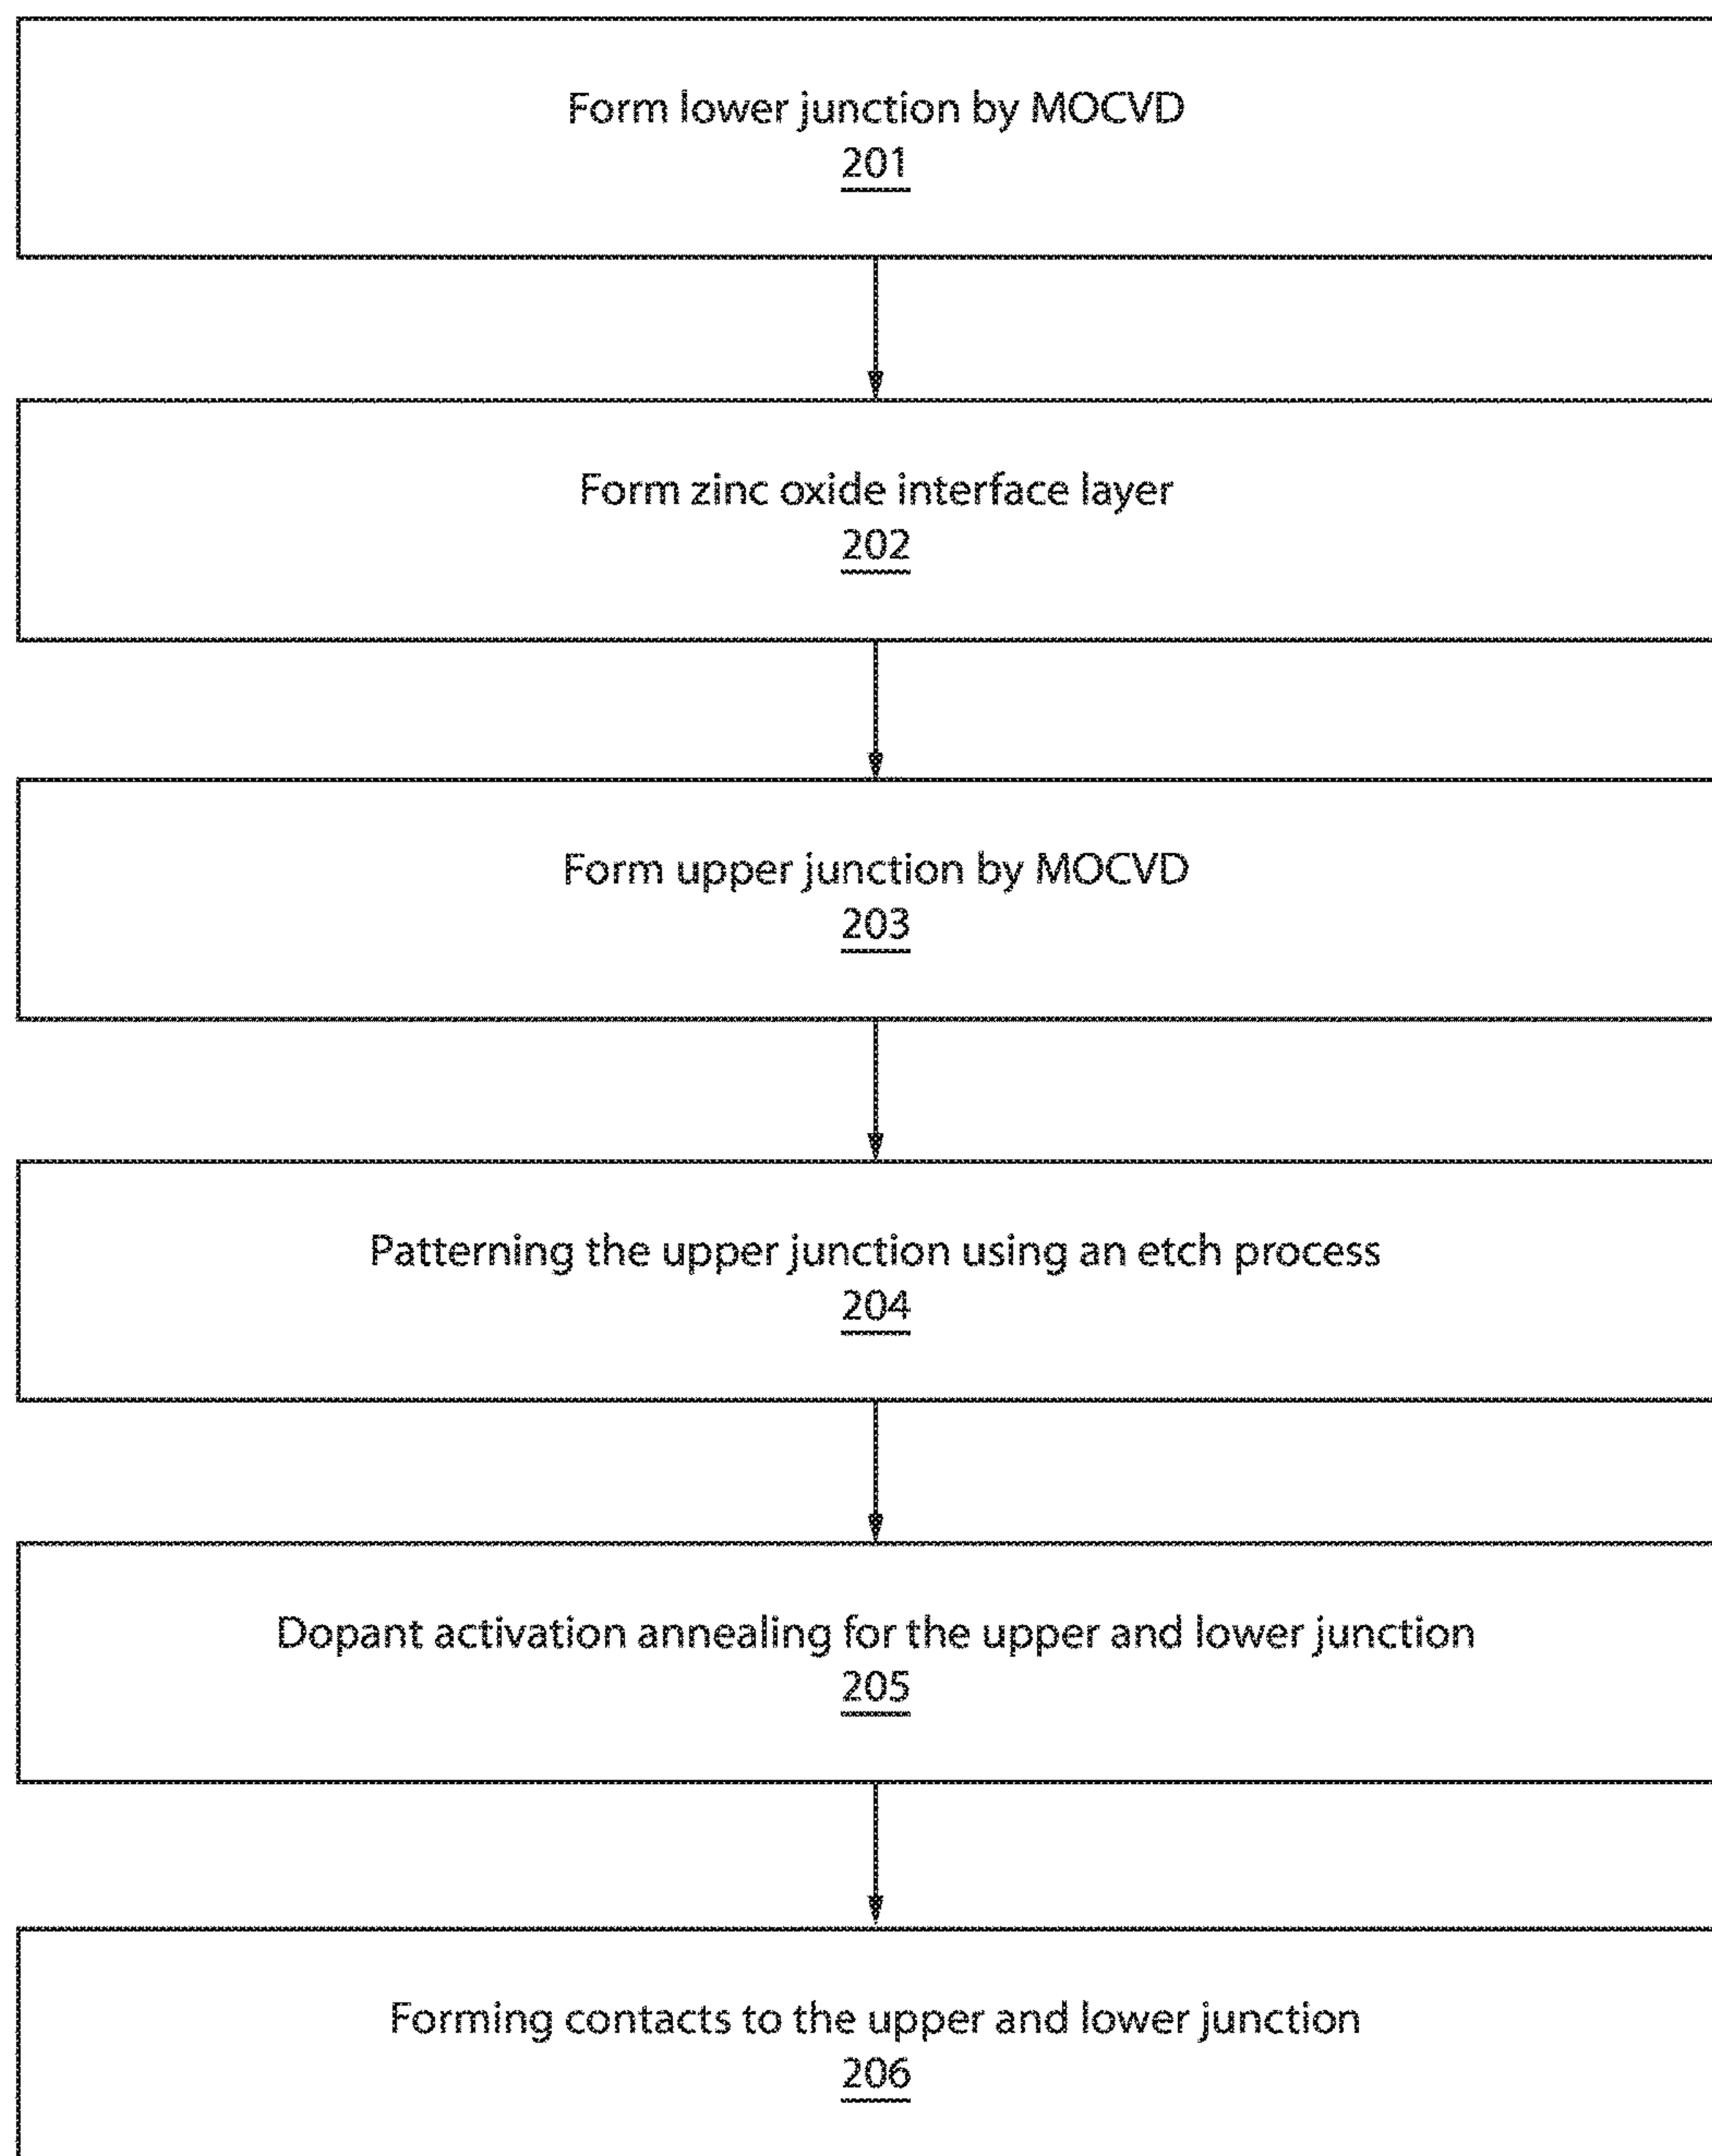 Form lower junction by MOCVD
201
Form zinc oxide interface layer
202
Form upper junction by MOCVD
203
Patterning the upper junction using an etch process
204
Dopant activation annealing for the upper and lower junction
205
Forming contacts to the upper and lower junction
206